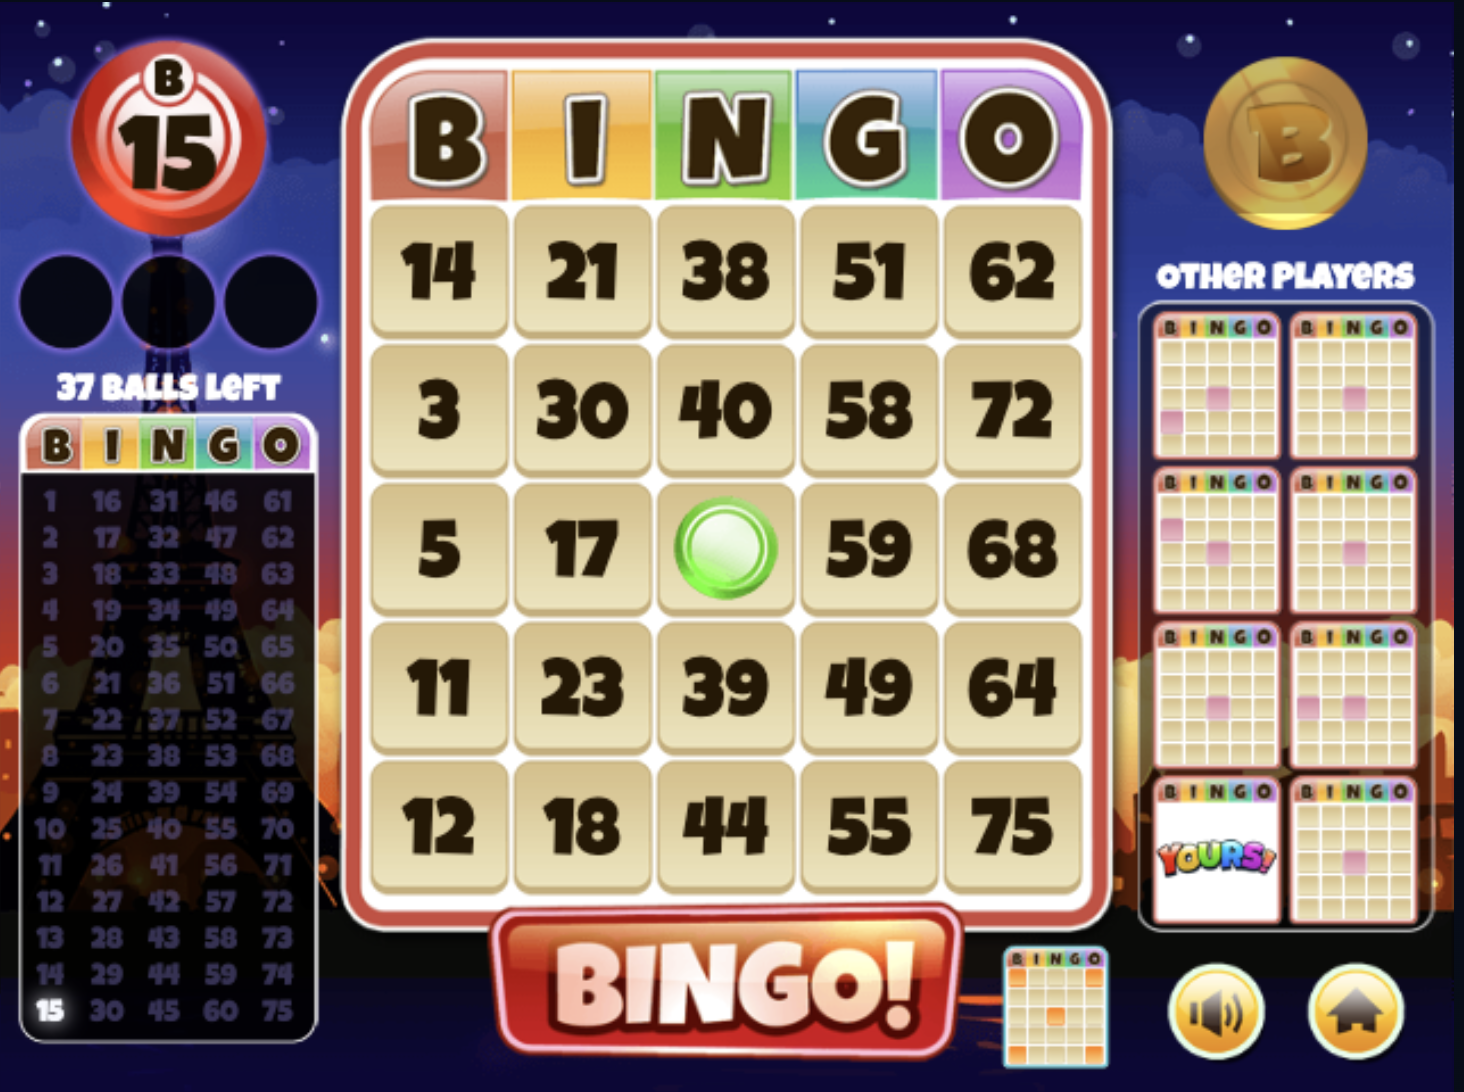 B
15
37 BALLS LEFT
B I N G O
1 16 31 46 61
2 17 32 47 62
3 18 33 48 63
4 19 34 49 64
5 20 35 50 65
6 21 36 51 66
7 22 37 52 67
8 23 38 53 68
9 24 39 54 69
10 25 40 55 70
11 26 41 56 71
12 27 42 57 72
13 28 43 58 73
14 29 44 59 74
15 30 45 60 75
B I N G O
14 21 38 51 62
3 30 40 58 72
5 17 59 68
11 23 39 49 64
12 18 44 55 75
BINGO!
B I N G O
B
OTHER PLAYERS
B I N G O B I N G O
B I N G O B I N G O
B I N G O B I N G O
B I N G O B I N G O
YOURS!